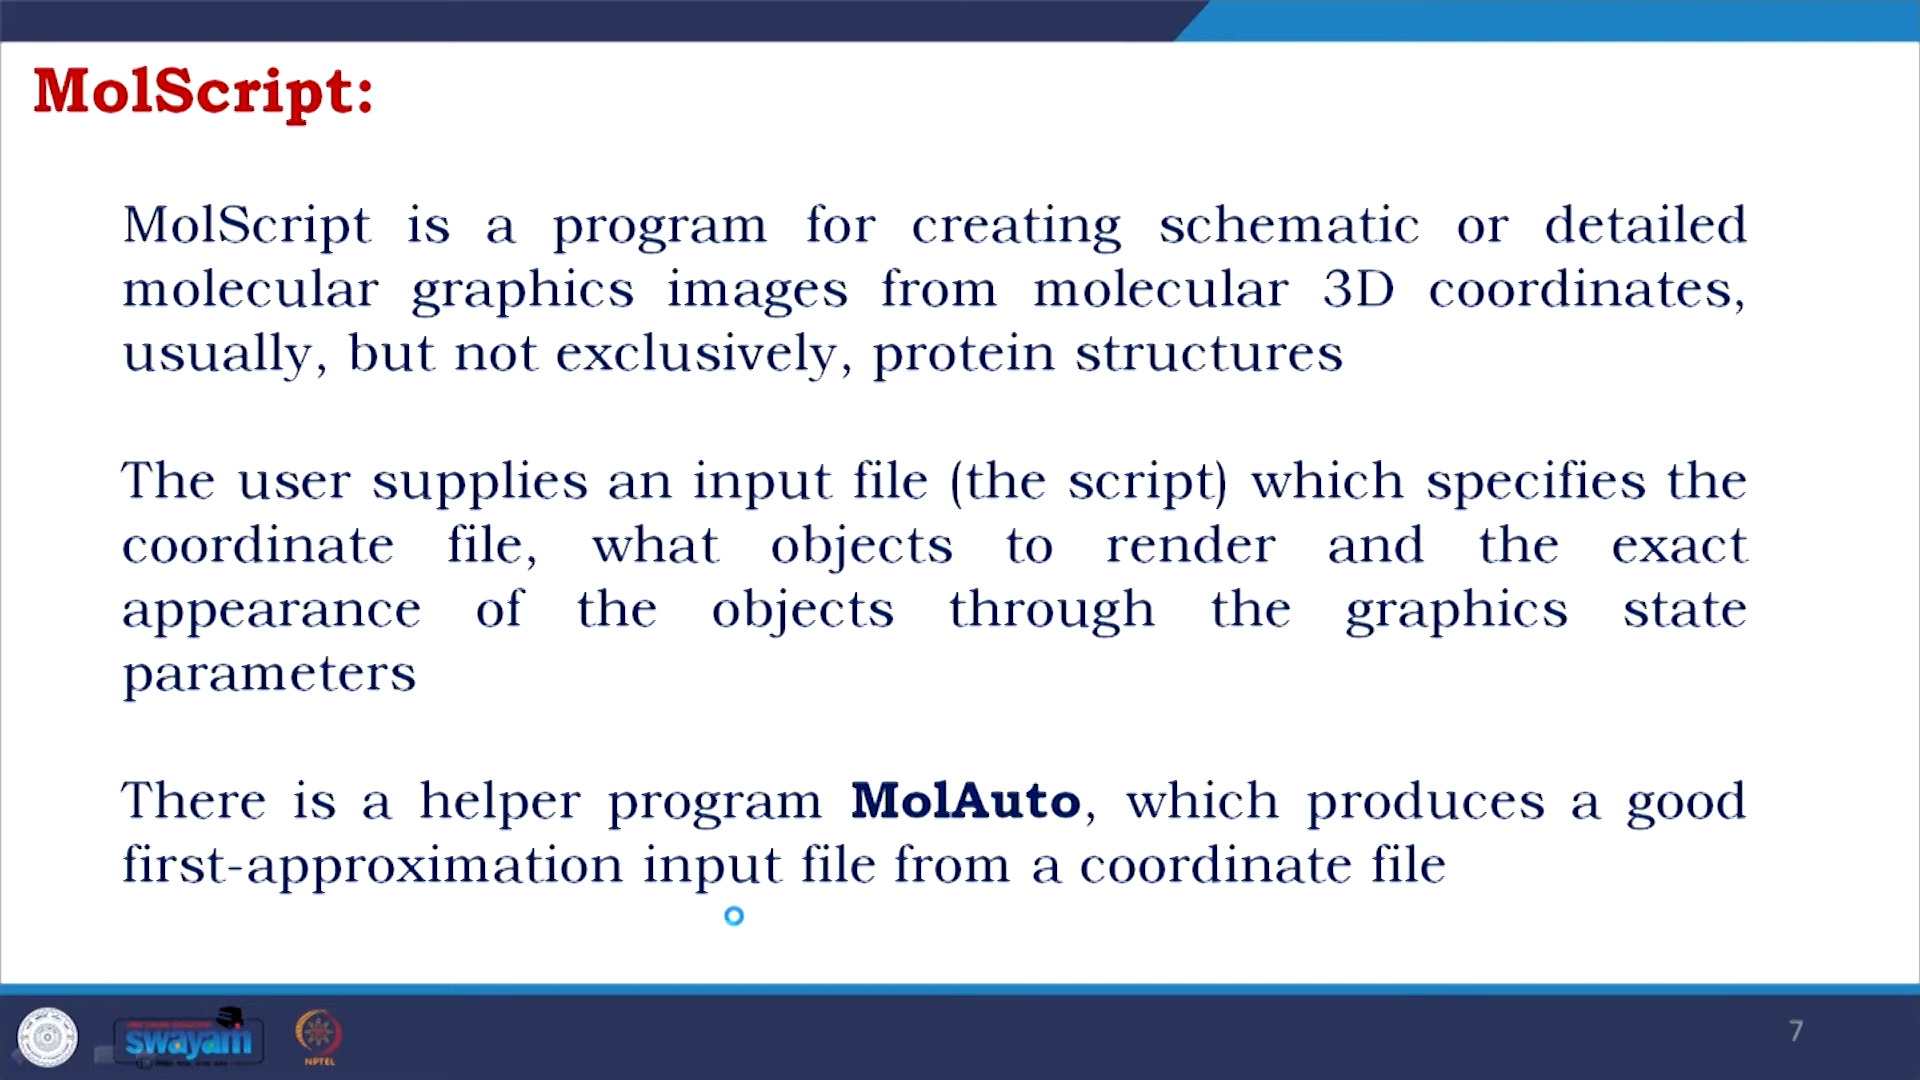 MolScript:
MolScript is a program for creating schematic or detailed
molecular graphics images from molecular 3D coordinates,
usually, but not exclusively, protein structures
The user supplies an input file (the script) which specifies the
coordinate file, what objects to render and the exact
appearance of the objects through the graphics state
parameters
There is a helper program MolAuto, which produces a good
first-approximation input file from a coordinate file
swayam
NPTEL
7